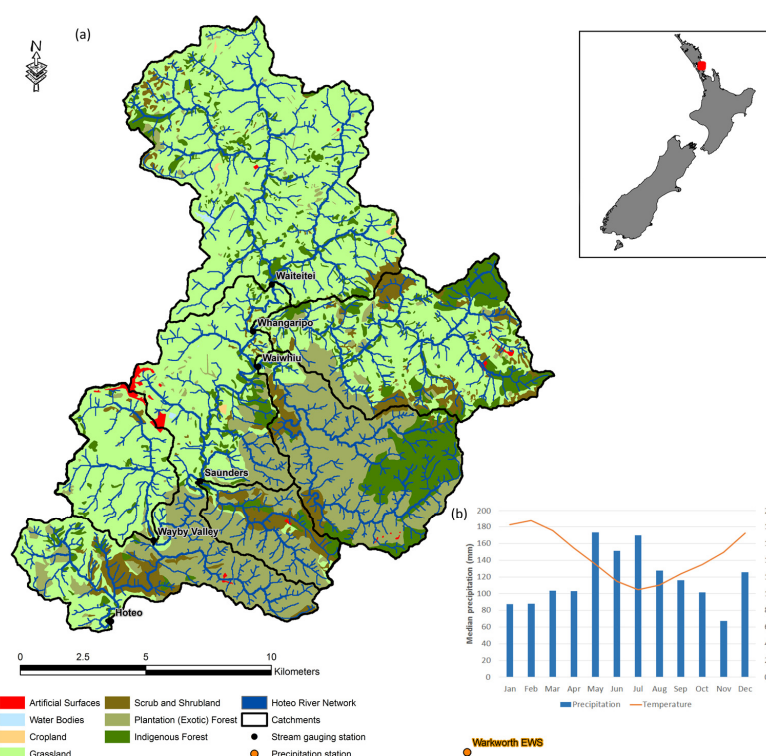 (a)
N
Waiteitei
Whangaripo
Waiwhiu
Saunders
Wayby Valley
Hoteo
0 2.5 5 10
Kilometers
Artificial Surfaces
Water Bodies
Cropland
Grassland
Scrub and Shrubland
Plantation (Exotic) Forest
Indigenous Forest
Hoteo River Network
Catchments
Stream gauging station
Precipitation station
Warkworth EWS
(b)
Median precipitation (mm)
200
180
160
140
120
100
80
60
40
20
0
Jan Feb Mar Apr May Jun Jul Aug Sep Oct Nov Dec
Precipitation Temperature